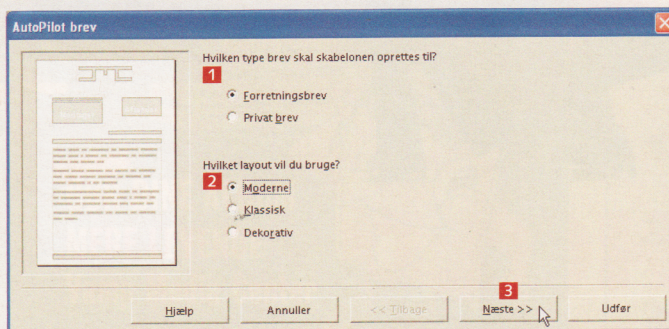 AutoPilot brev
Hvilken type brev skal skabelonen oprettes til?
1
Forretningsbrev
Privat brev
Hvilket layout vil du bruge?
2
Moderne
Klassisk
Dekorativ
3
Hjælp Annuller << Tilbage Næste >> Udfør